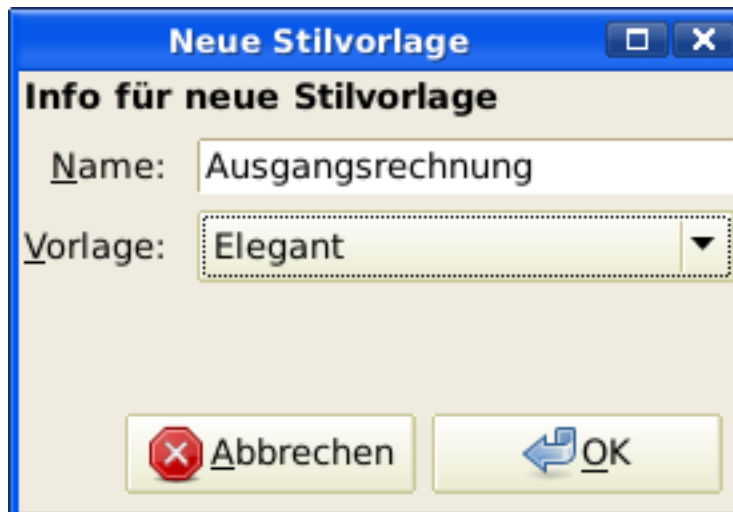 Neue Stilvorlage
Info für neue Stilvorlage
Name: Ausgangsrechnung
Vorlage: Elegant
Abbrechen OK